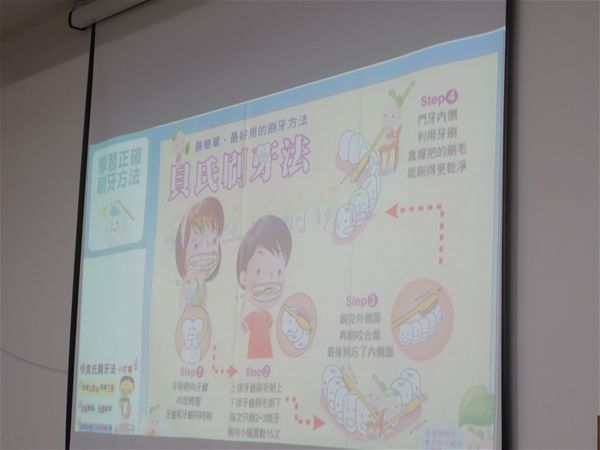 學習正確
刷牙方法
最簡單、最好用的刷牙方法
貝氏刷牙法
Step 4
門牙內側
利用牙刷
靠握把的刷毛
能刷得更乾淨
Step 3
刷完外側面
再刷咬合面
最後別忘了內側面
Step 1
牙刷朝向牙齦
45度輕壓
牙齒和牙齦同時刷
Step 2
上排牙齒刷毛朝上
下排牙齒刷毛朝下
每次只刷2~3顆牙
橫向小幅震動15次
貝氏刷牙法 小叮嚀